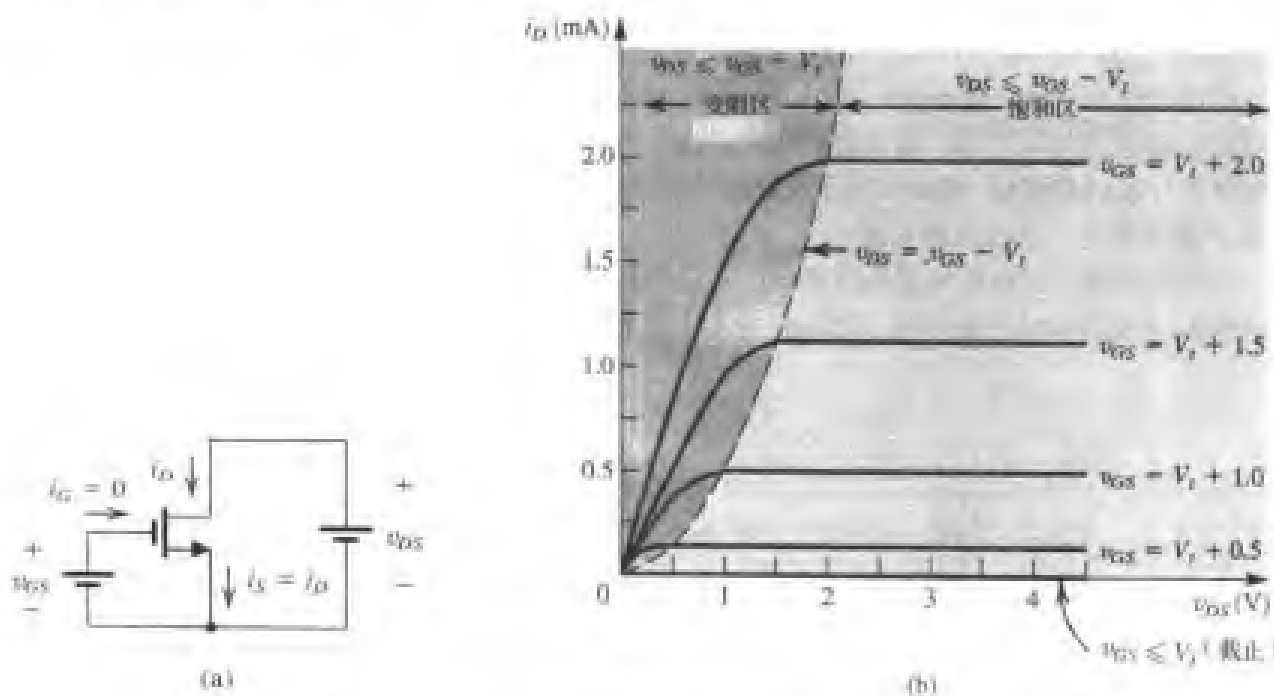 i_D (mA)
v_DS ≤ v_GS − V_t
变阻区
v_DS ≤ v_GS − V_t
饱和区
2.0
v_GS = V_t + 2.0
v_DS = v_GS − V_t
1.5
v_GS = V_t + 1.5
1.0
0.5
v_GS = V_t + 1.0
v_GS = V_t + 0.5
0
1
2
3
4
v_DS (V)
v_GS ≤ V_t (截止
(b)
i_D
i_G = 0
+
v_DS
−
+
v_GS
−
i_S = i_D
(a)